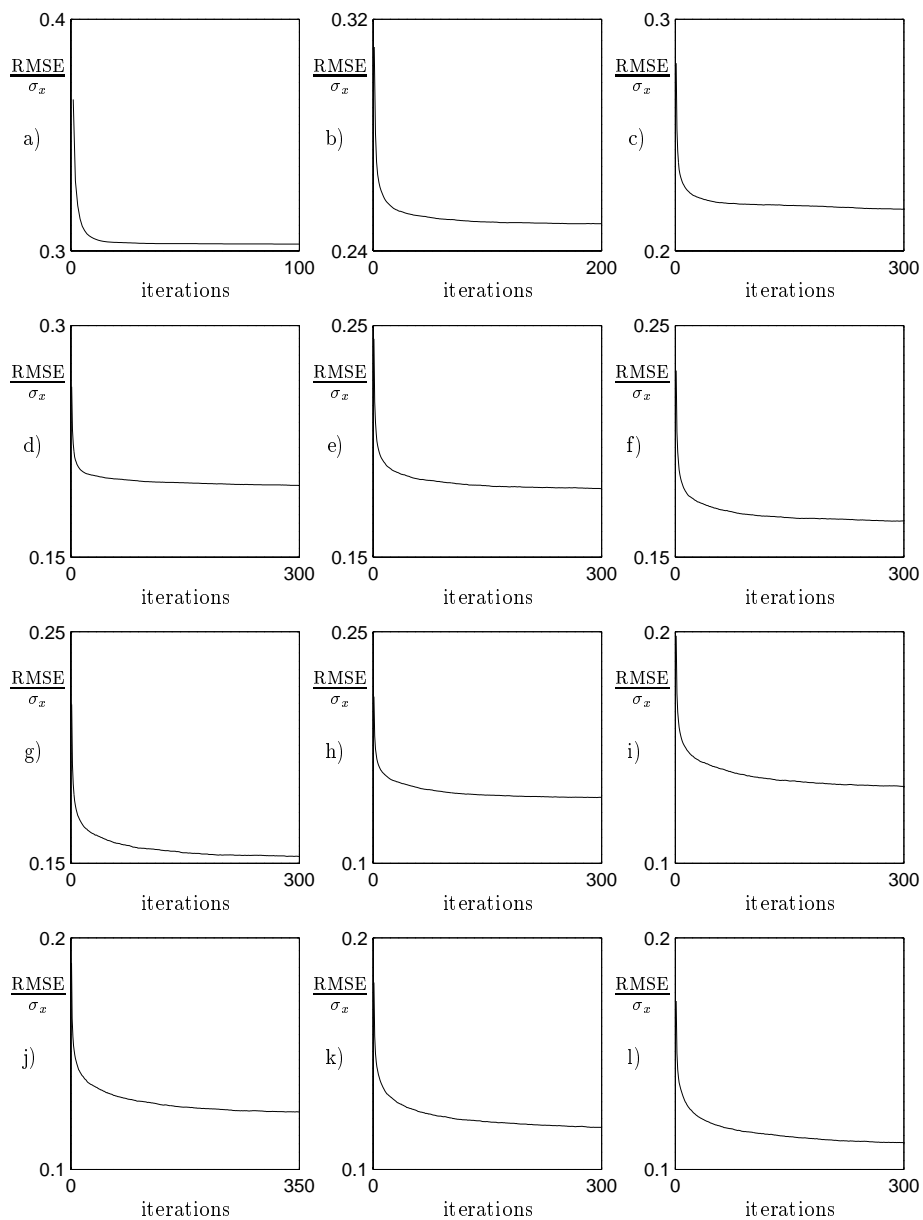 0.4
RMSE
σx
a)
0.3
0
100
iterations
0.32
RMSE
σx
b)
0.24
0
200
iterations
0.3
RMSE
σx
c)
0.2
0
300
iterations
0.3
RMSE
σx
d)
0.15
0
300
iterations
0.25
RMSE
σx
e)
0.15
0
300
iterations
0.25
RMSE
σx
f)
0.15
0
300
iterations
0.25
RMSE
σx
g)
0.15
0
300
iterations
0.25
RMSE
σx
h)
0.1
0
300
iterations
0.2
RMSE
σx
i)
0.1
0
300
iterations
0.2
RMSE
σx
j)
0.1
0
350
iterations
0.2
RMSE
σx
k)
0.1
0
300
iterations
0.2
RMSE
σx
l)
0.1
0
300
iterations